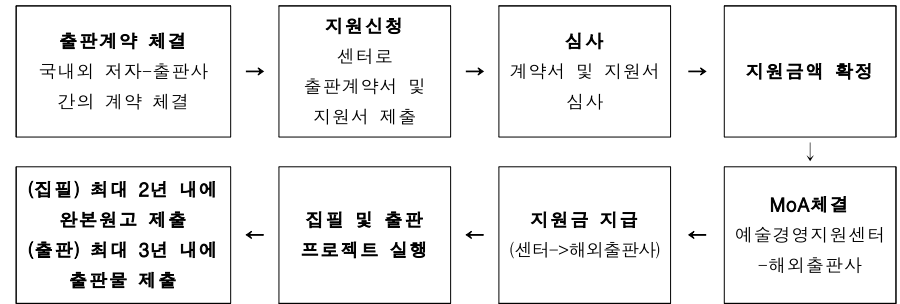 출판계약 체결
국내외 저자-출판사
간의 계약 체결
→
지원신청
센터로
출판계약서 및
지원서 제출
→
심사
계약서 및 지원서
심사
→
지원금액 확정
↓
MoA체결
예술경영지원센터
-해외출판사
←
지원금 지급
(센터->해외출판사)
←
집필 및 출판
프로젝트 실행
←
(집필) 최대 2년 내에
완본원고 제출
(출판) 최대 3년 내에
출판물 제출